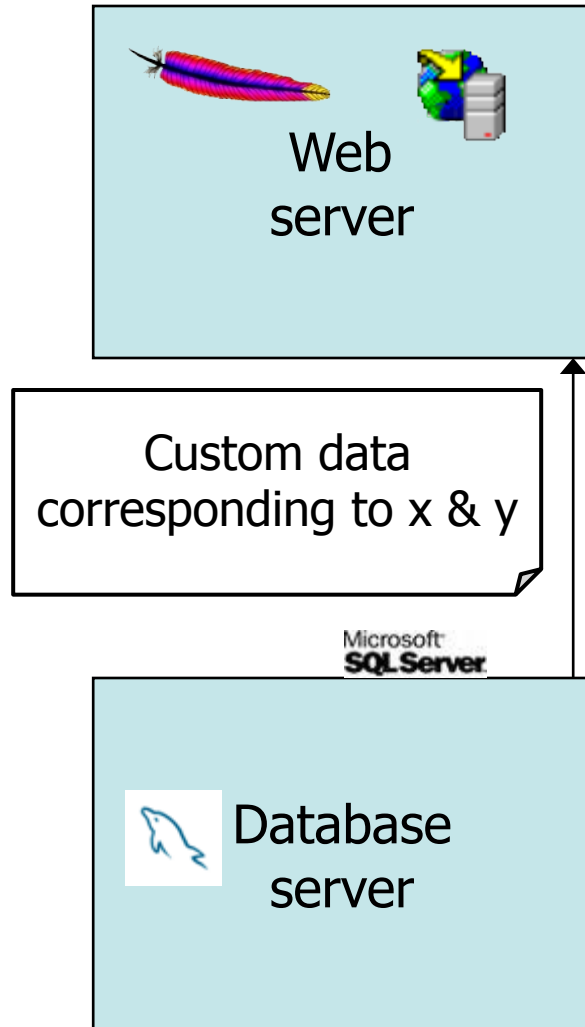 Web
server
Custom data
corresponding to x & y
Microsoft
SQL Server
Database
server